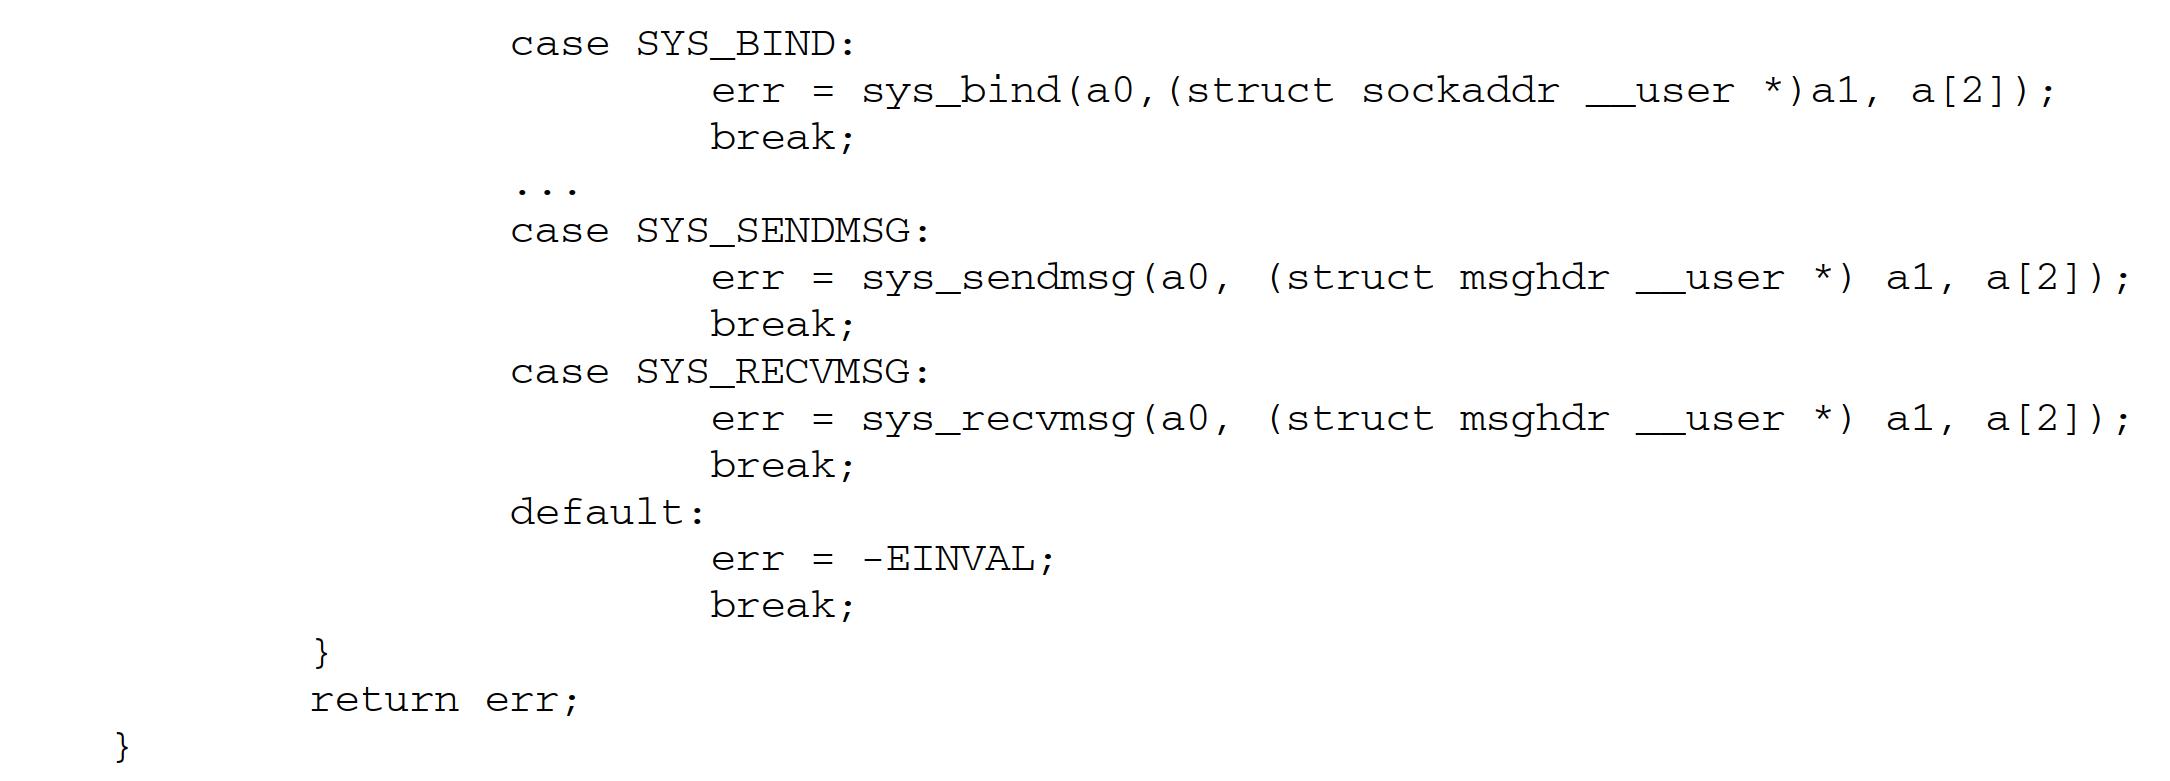 case SYS_BIND:
err = sys_bind(a0,(struct sockaddr __user *)a1, a[2]);
break;
...
case SYS_SENDMSG:
err = sys_sendmsg(a0, (struct msghdr __user *) a1, a[2]);
break;
case SYS_RECVMSG:
err = sys_recvmsg(a0, (struct msghdr __user *) a1, a[2]);
break;
default:
err = -EINVAL;
break;
}
return err;
}